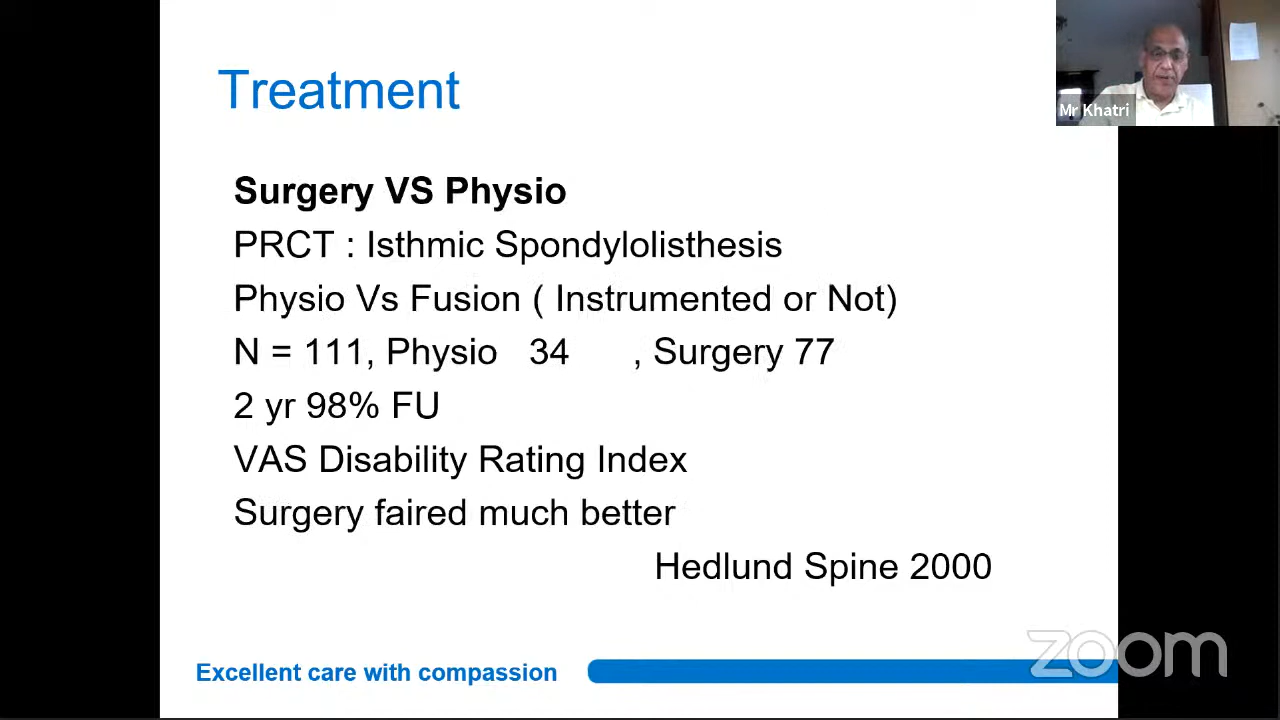 Treatment
Mr Khatri
Surgery VS Physio
PRCT : Isthmic Spondylolisthesis
Physio Vs Fusion ( Instrumented or Not)
N = 111, Physio 34 , Surgery 77
2 yr 98% FU
VAS Disability Rating Index
Surgery faired much better
Hedlund Spine 2000
Excellent care with compassion
zoom